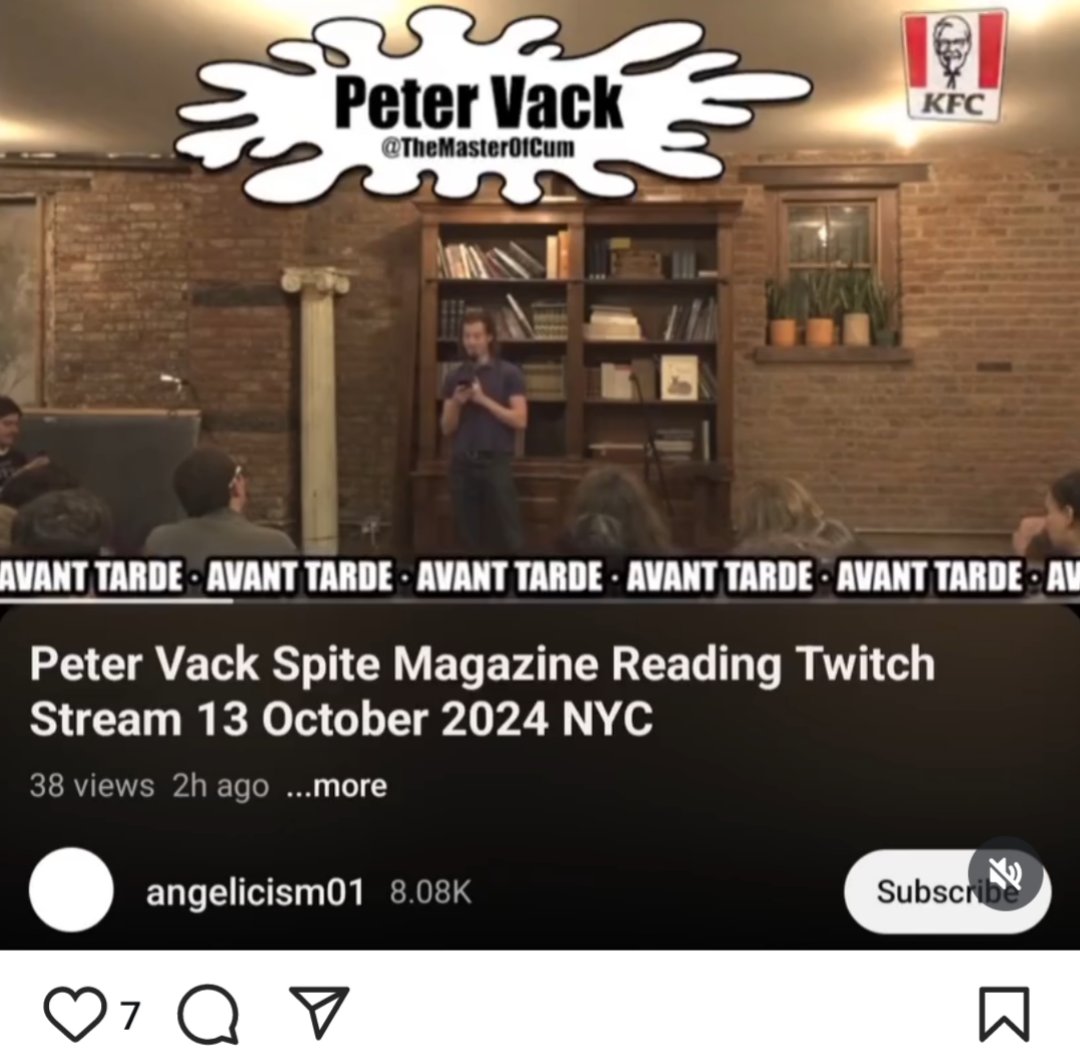 Peter Vack
@TheMasterOfCum
KFC
AVANT TARDE · AVANT TARDE · AVANT TARDE · AVANT TARDE · AVANT TARDE · AV
Peter Vack Spite Magazine Reading Twitch
Stream 13 October 2024 NYC
38 views 2h ago ...more
angelicism01 8.08K
Subscribe
7